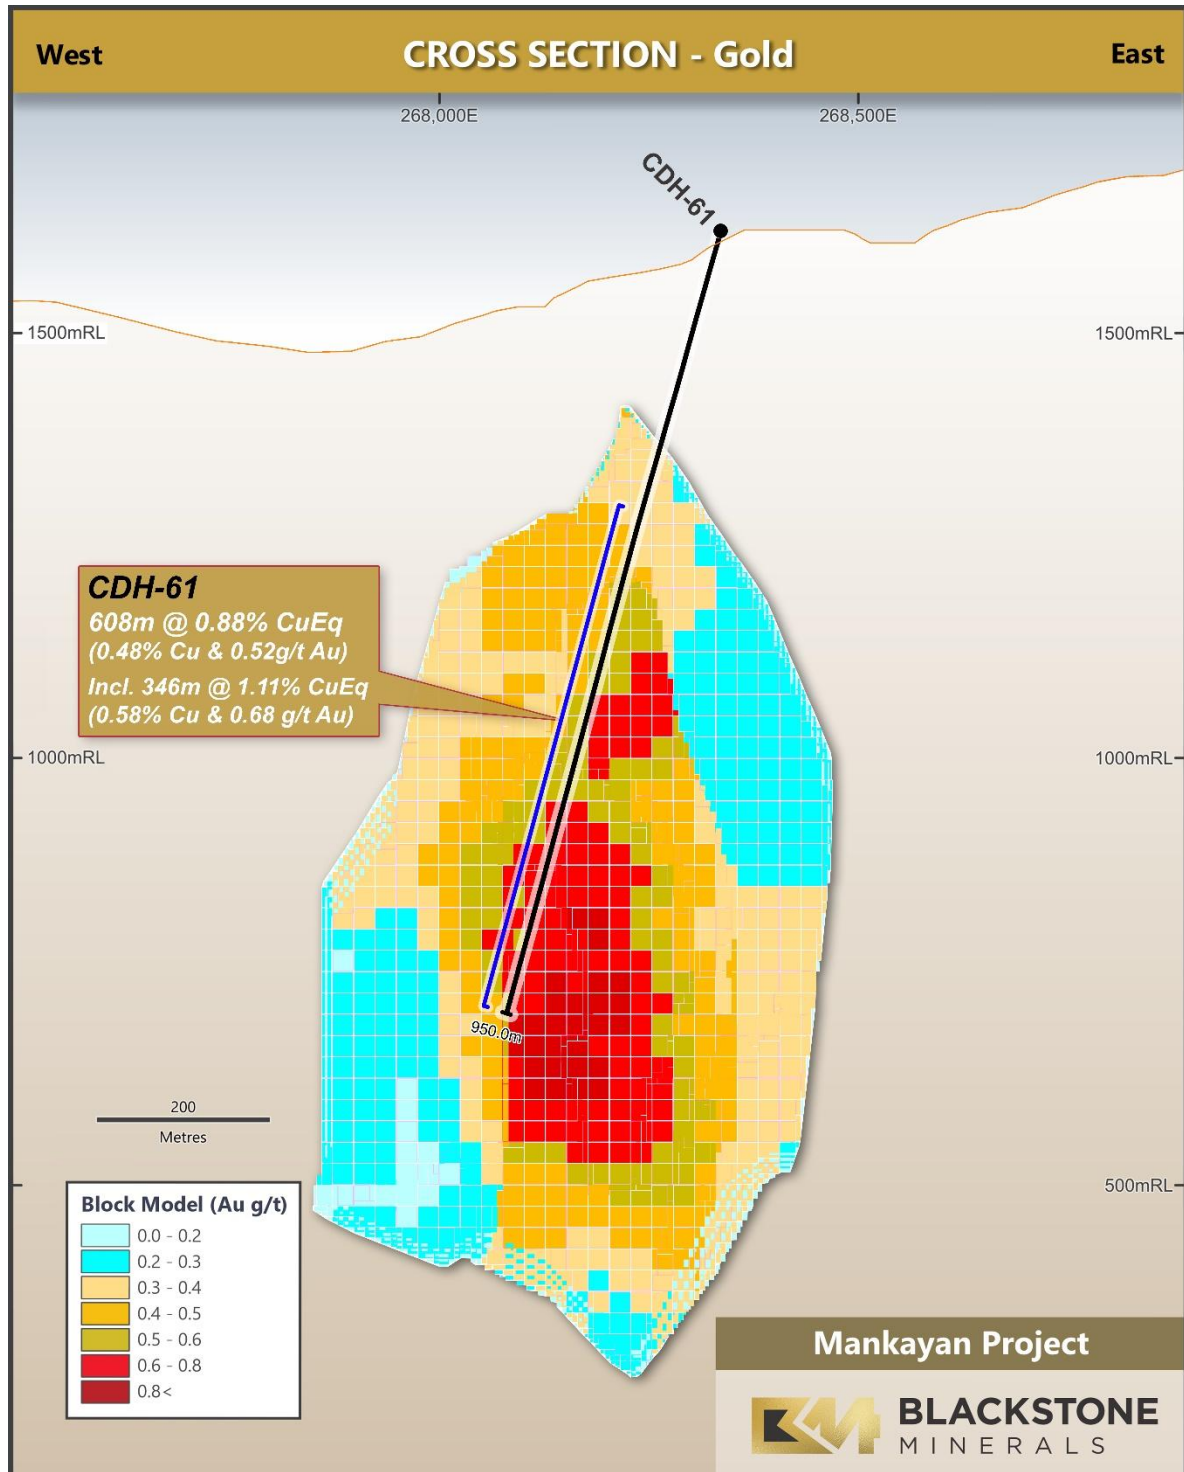 West
CROSS SECTION - Gold
East
268,000E
268,500E
CDH-61
1500mRL
1500mRL
CDH-61
608m @ 0.88% CuEq
(0.48% Cu & 0.52g/t Au)
Incl. 346m @ 1.11% CuEq
(0.58% Cu & 0.68 g/t Au)
1000mRL
1000mRL
950.0m
200
Metres
500mRL
Block Model (Au g/t)
0.0 - 0.2
0.2 - 0.3
0.3 - 0.4
0.4 - 0.5
0.5 - 0.6
0.6 - 0.8
0.8<
Mankayan Project
BLACKSTONE
MINERALS